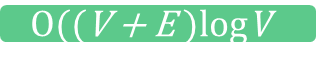 O((V + E)logV